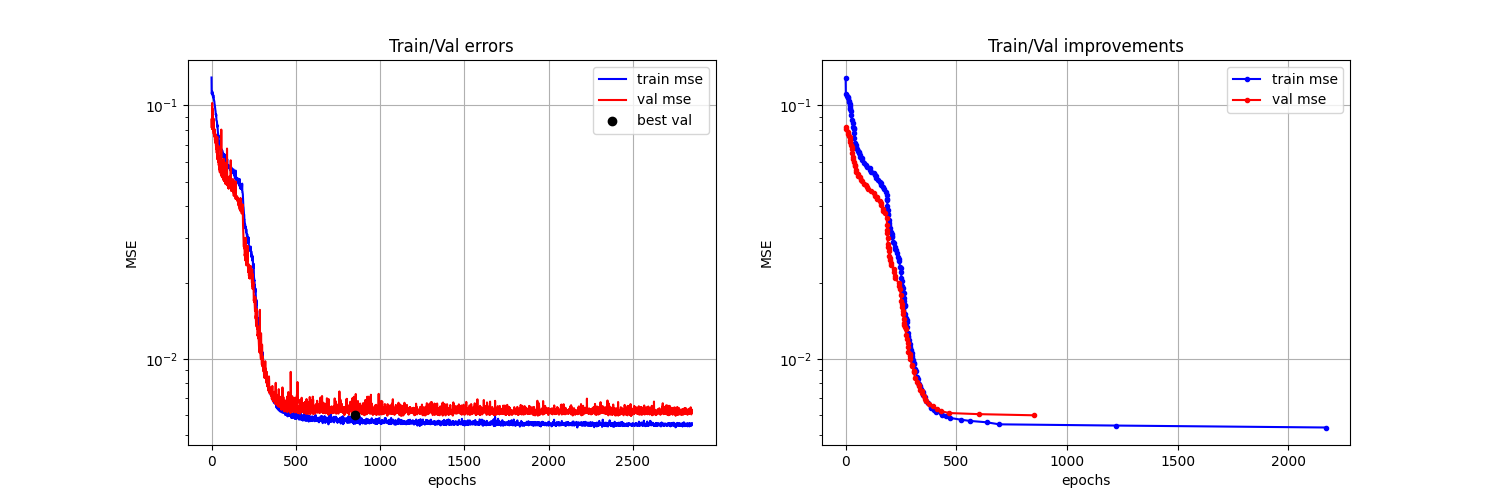 Train/Val errors
train mse
val mse
best val
10⁻¹
10⁻²
MSE
0
500
1000
1500
2000
2500
epochs
Train/Val improvements
train mse
val mse
10⁻¹
10⁻²
MSE
0
500
1000
1500
2000
epochs